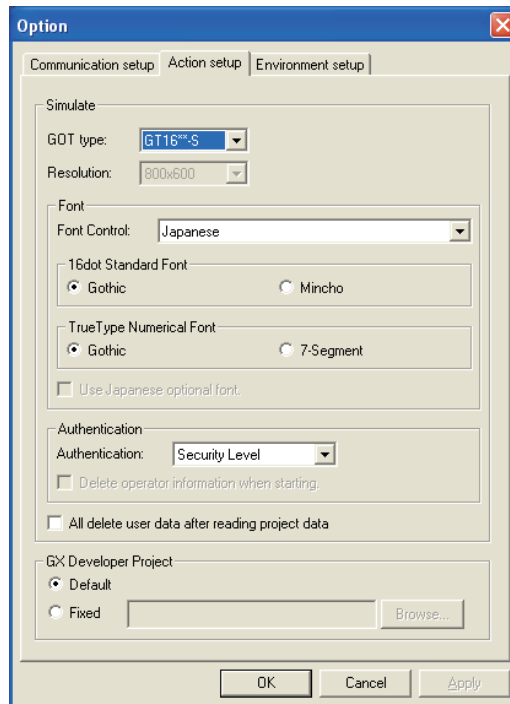 Option
Communication setup Action setup Environment setup
Simulate
GOT type: GT16**-S
Resolution: 800x600
Font
Font Control: Japanese
16dot Standard Font
Gothic Mincho
TrueType Numerical Font
Gothic 7-Segment
Use Japanese optional font.
Authentication
Authentication: Security Level
Delete operator information when starting.
All delete user data after reading project data
GX Developer Project
Default
Fixed Browse...
OK Cancel Apply